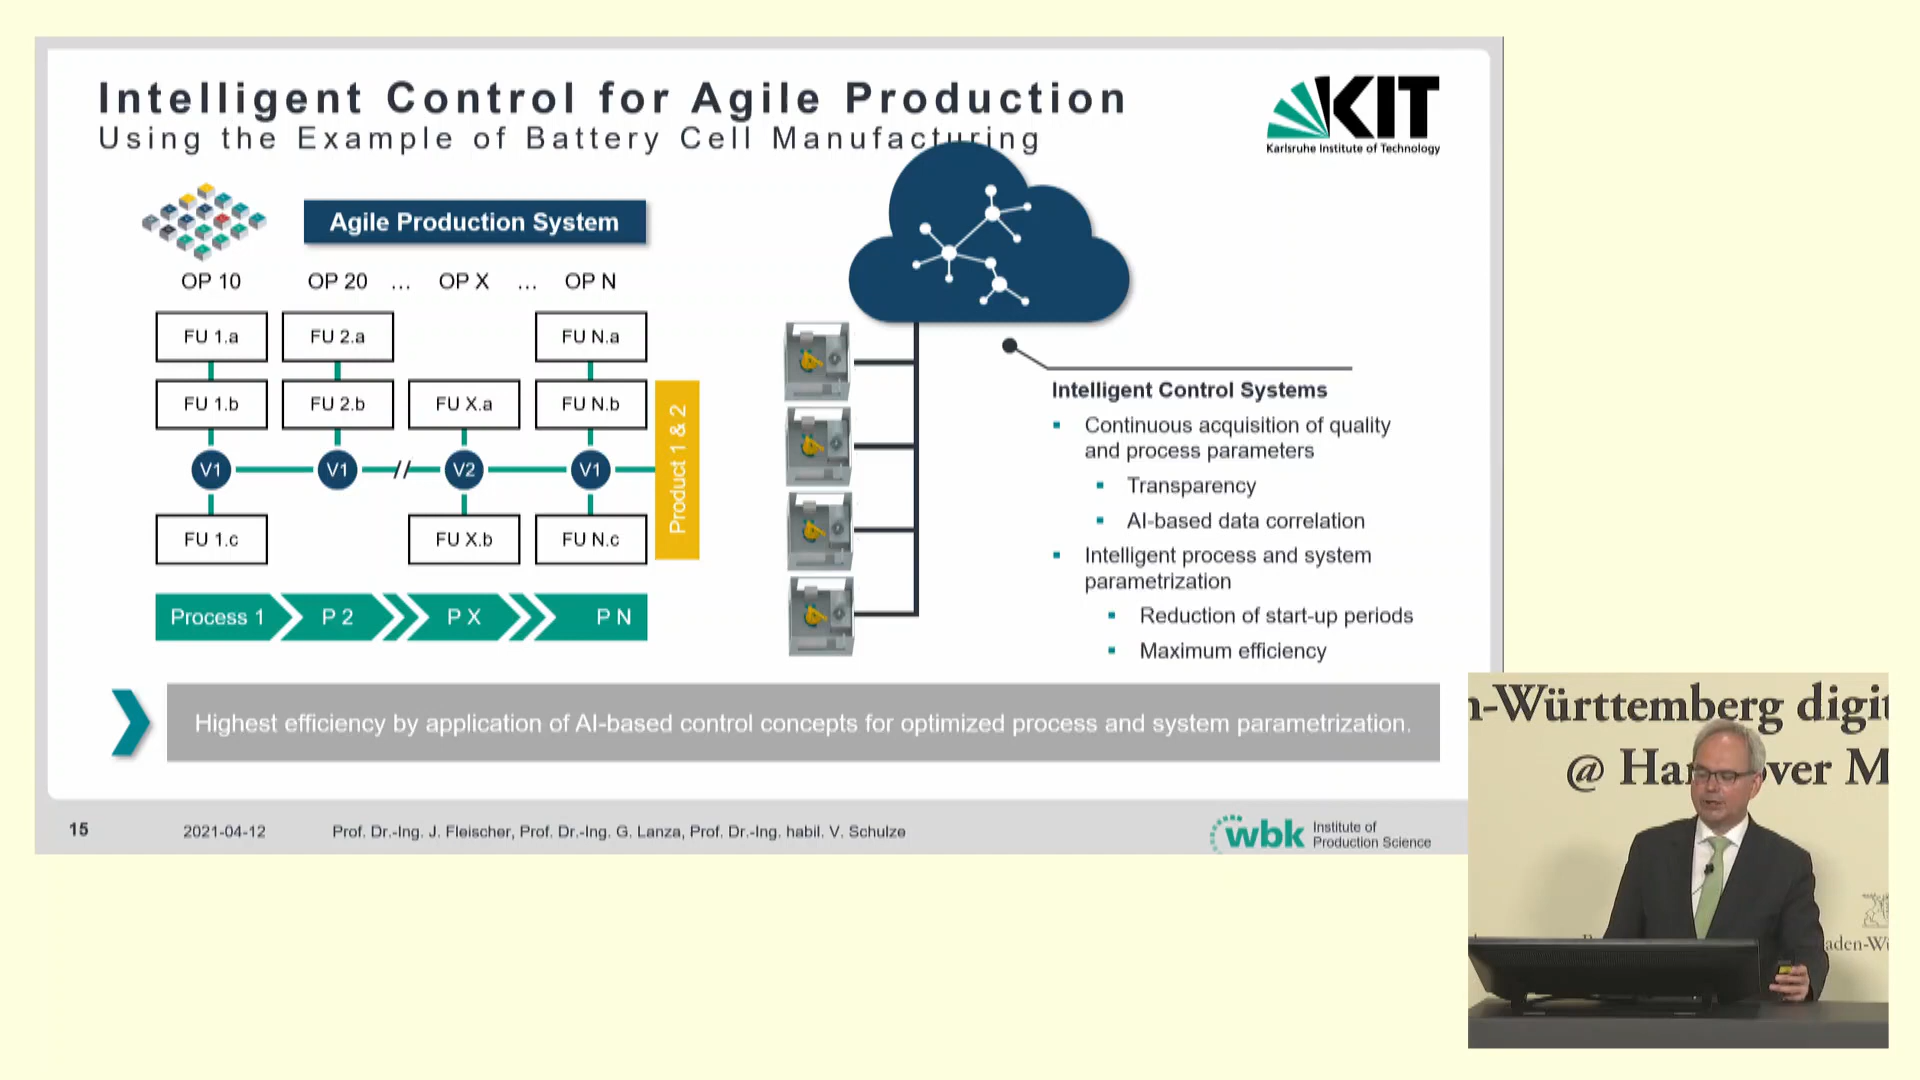 Intelligent Control for Agile Production
Using the Example of Battery Cell Manufacturing
KIT
Karlsruhe Institute of Technology
Agile Production System
OP 10 OP 20 ... OP X ... OP N
FU 1.a FU 2.a FU N.a
FU 1.b FU 2.b FU X.a FU N.b
V1 V1 // V2 V1
FU 1.c FU X.b FU N.c
Product 1 & 2
Process 1 P 2 P X P N
Intelligent Control Systems
Continuous acquisition of quality
and process parameters
Transparency
AI-based data correlation
Intelligent process and system
parametrization
Reduction of start-up periods
Maximum efficiency
Highest efficiency by application of AI-based control concepts for optimized process and system parametrization.
15 2021-04-12 Prof. Dr.-Ing. J. Fleischer, Prof. Dr.-Ing. G. Lanza, Prof. Dr.-Ing. habil. V. Schulze
wbk Institute of
Production Science
n-Württemberg digit
@ Han over M
aden-Wü